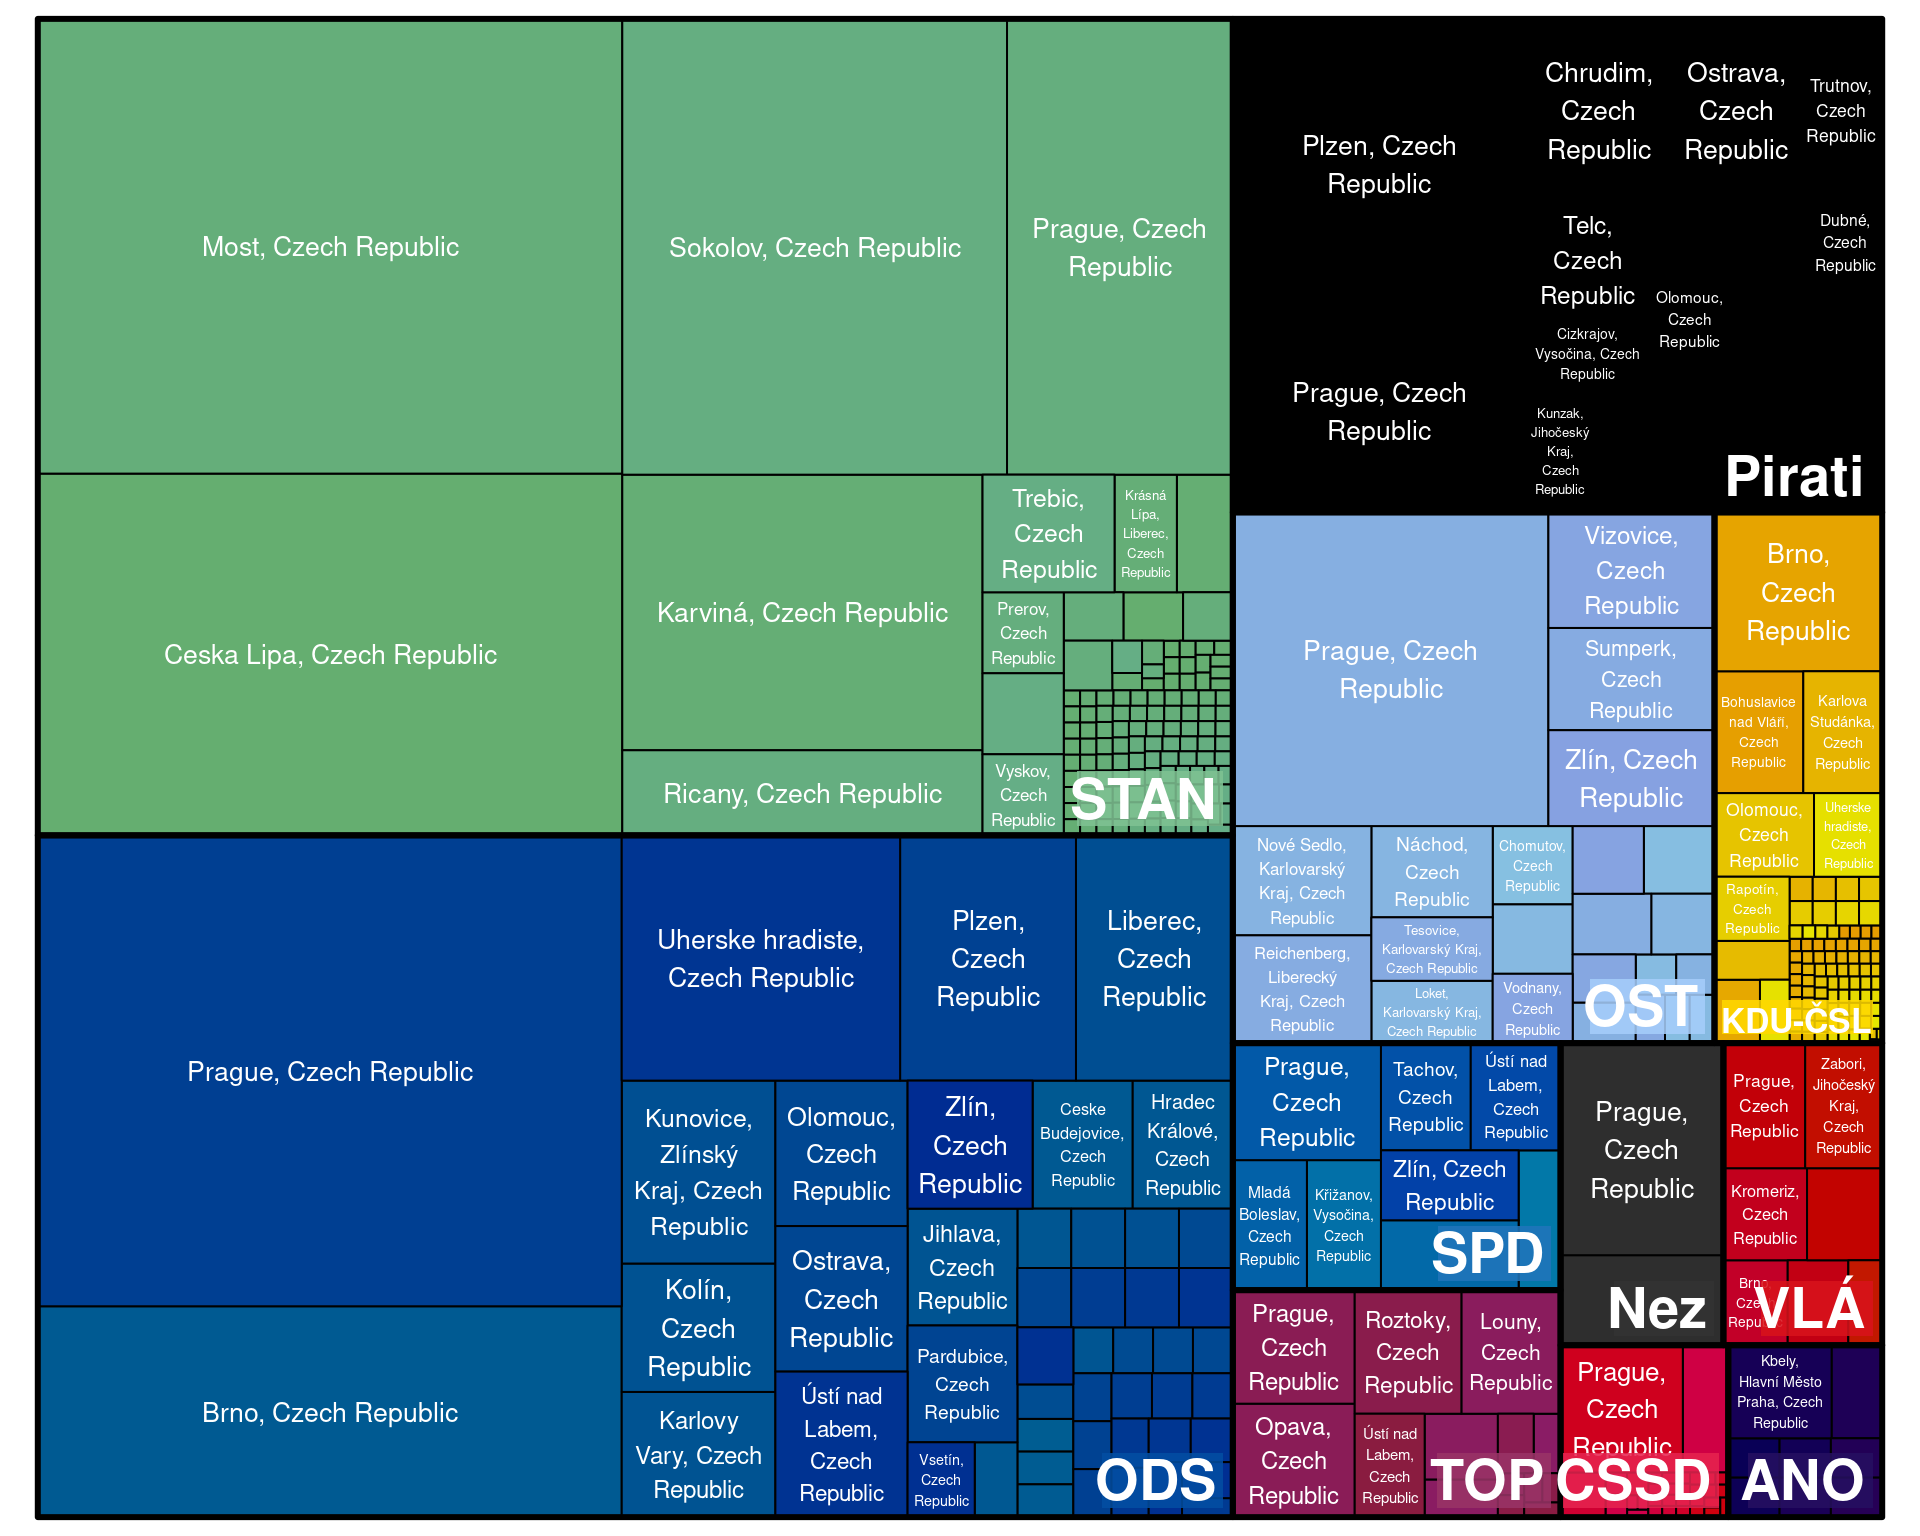 Most, Czech Republic
Sokolov, Czech Republic
Prague, Czech
Republic
Ceska Lipa, Czech Republic
Karviná, Czech Republic
Ricany, Czech Republic
Trebic,
Czech
Republic
Krásná
Lípa,
Liberec,
Czech
Republic
Prerov,
Czech
Republic
Vyskov,
Czech
Republic
STAN
Plzen, Czech
Republic
Chrudim,
Czech
Republic
Ostrava,
Czech
Republic
Trutnov,
Czech
Republic
Telc,
Czech
Republic
Dubné,
Czech
Republic
Olomouc,
Czech
Republic
Cizkrajov,
Vysočina, Czech
Republic
Prague, Czech
Republic
Kunzak,
Jihočeský
Kraj,
Czech
Republic
Pirati
Prague, Czech
Republic
Vizovice,
Czech
Republic
Sumperk,
Czech
Republic
Zlín, Czech
Republic
Nové Sedlo,
Karlovarský
Kraj, Czech
Republic
Náchod,
Czech
Republic
Chomutov,
Czech
Republic
Reichenberg,
Liberecký
Kraj, Czech
Republic
Tesovice,
Karlovarský Kraj,
Czech Republic
Loket,
Karlovarský Kraj,
Czech Republic
Vodnany,
Czech
Republic
OST
Brno,
Czech
Republic
Bohuslavice
nad Vláří,
Czech
Republic
Karlova
Studánka,
Czech
Republic
Olomouc,
Czech
Republic
Uherske
hradiste,
Czech
Republic
Rapotín,
Czech
Republic
KDU-ČSL
Prague, Czech Republic
Brno, Czech Republic
Uherske hradiste,
Czech Republic
Plzen,
Czech
Republic
Liberec,
Czech
Republic
Kunovice,
Zlínský
Kraj, Czech
Republic
Olomouc,
Czech
Republic
Zlín,
Czech
Republic
Ceske
Budejovice,
Czech
Republic
Hradec
Králové,
Czech
Republic
Kolín,
Czech
Republic
Ostrava,
Czech
Republic
Jihlava,
Czech
Republic
Karlovy
Vary, Czech
Republic
Ústí nad
Labem,
Czech
Republic
Pardubice,
Czech
Republic
Vsetín,
Czech
Republic
ODS
Prague,
Czech
Republic
Tachov,
Czech
Republic
Ústí nad
Labem,
Czech
Republic
Mladá
Boleslav,
Czech
Republic
Křižanov,
Vysočina,
Czech
Republic
Zlín, Czech
Republic
SPD
Prague,
Czech
Republic
Nez
Prague,
Czech
Republic
Zabori,
Jihočeský
Kraj,
Czech
Republic
Kromeriz,
Czech
Republic
VLÁ
Prague,
Czech
Republic
Roztoky,
Czech
Republic
Louny,
Czech
Republic
Opava,
Czech
Republic
Ústí nad
Labem,
Czech
Republic
TOP
Prague,
Czech
Republic
CSSD
Kbely,
Hlavní Město
Praha, Czech
Republic
ANO